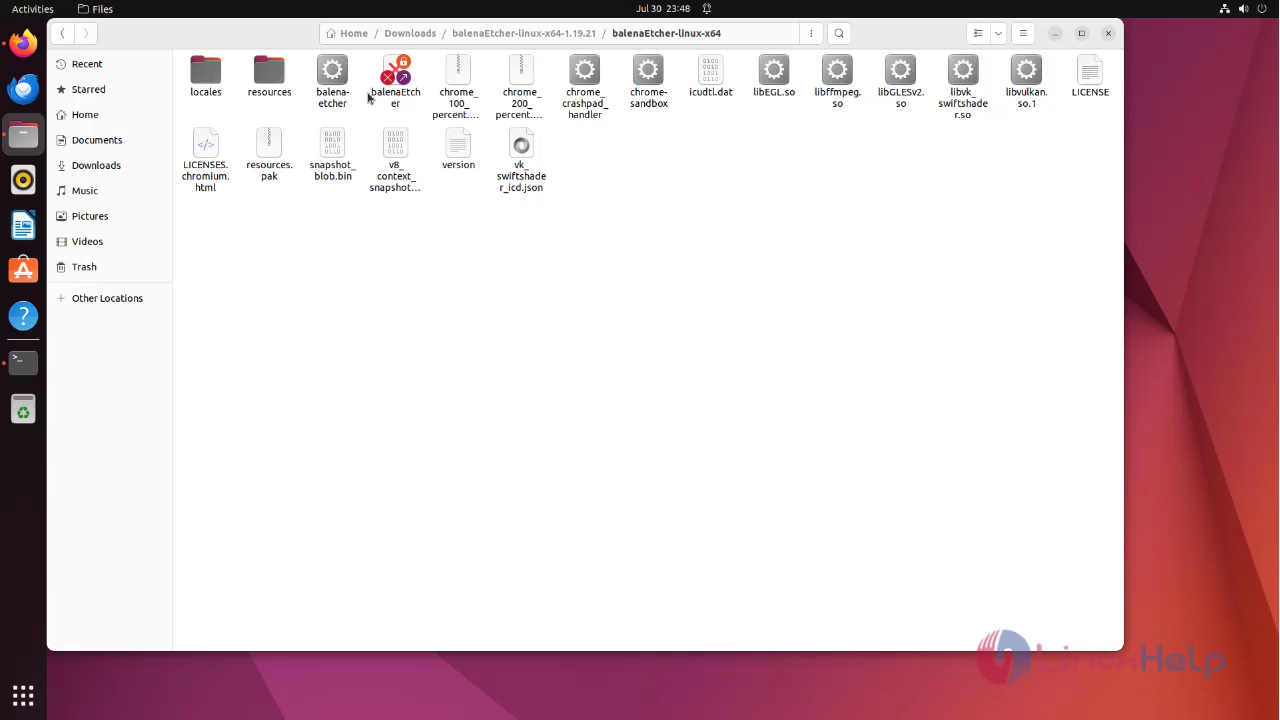 Activities
Files
Jul 30 23:48
Home / Downloads / balenaEtcher-linux-x64-1.19.21 / balenaEtcher-linux-x64
Recent
Starred
Home
Documents
Downloads
Music
Pictures
Videos
Trash
Other Locations
locales
resources
balena-
etcher
balenaEtch
er
chrome_
100_
percent....
chrome_
200_
percent....
chrome_
crashpad_
handler
chrome-
sandbox
icudtl.dat
libEGL.so
libffmpeg.
so
libGLESv2.
so
libvk_
swiftshade
r.so
libvulkan.
so.1
LICENSE
LICENSES.
chromium.
html
resources.
pak
snapshot_
blob.bin
v8_
context_
snapshot...
version
vk_
swiftshade
r_icd.json
LinuxHelp